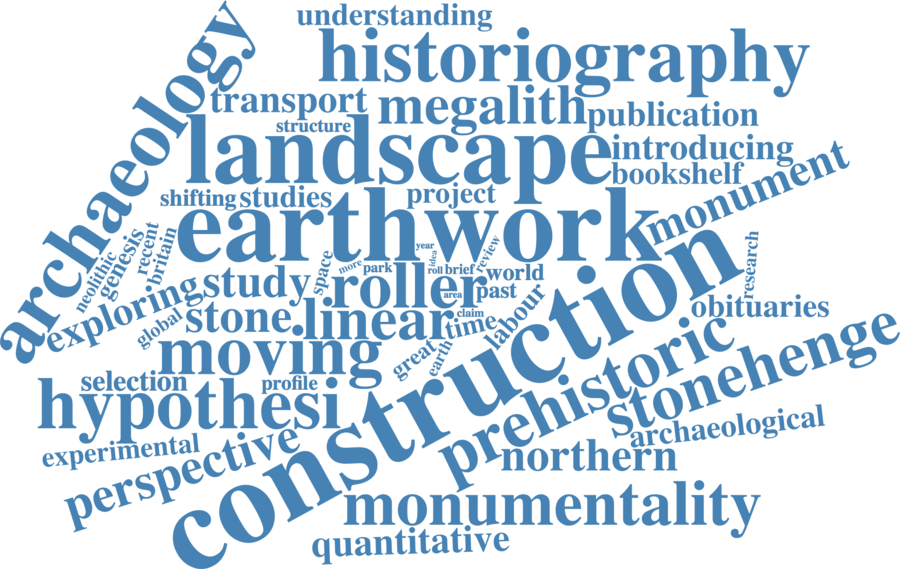 understanding
historiography
archaeology
transport
megalith
publication
structure
landscape
introducing
bookshelf
shifting
studies
project
monument
earthwork
neolithic
genesis
recent
britain
year
idea
review
research
space
more
park
roll
brief
world
exploring
study
roller
area
past
labour
obituaries
global
stone
linear
claim
time
moving
great
earth
construction
selection
profile
hypothesi
prehistoric
stonehenge
experimental
perspective
archaeological
northern
monumentality
quantitative